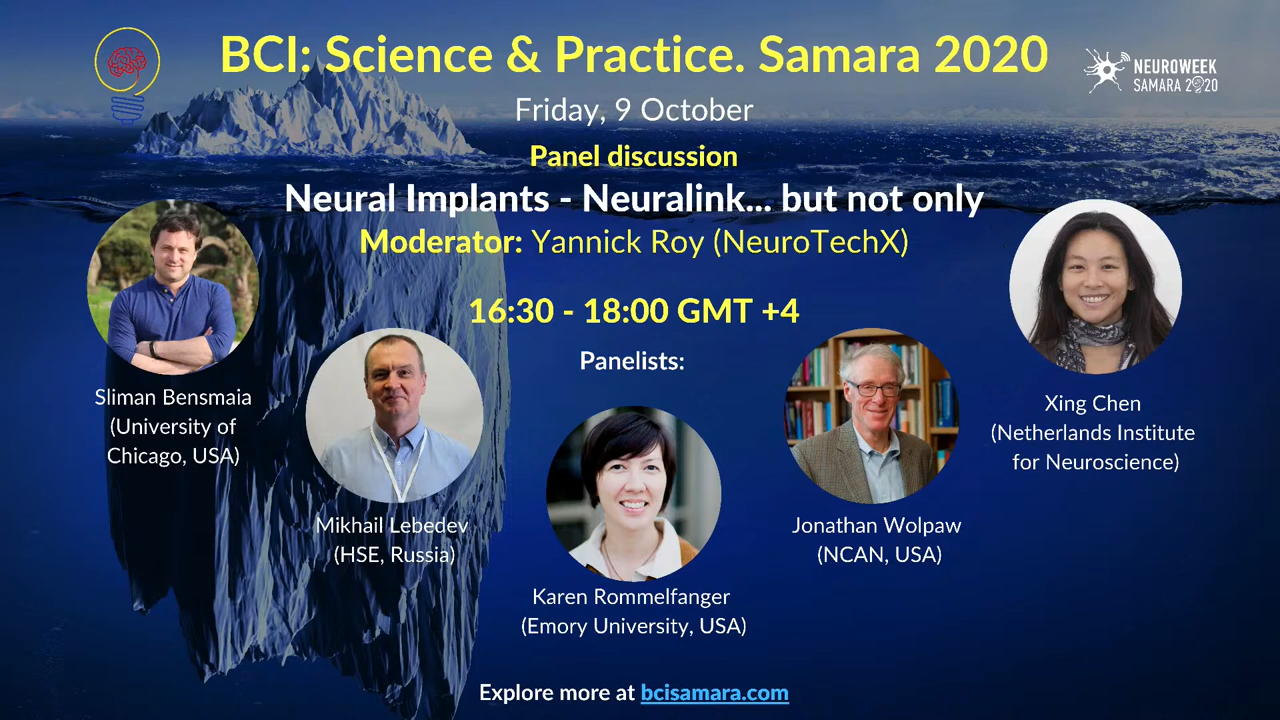 BCI: Science & Practice. Samara 2020
NEUROWEEK
SAMARA 2020
Friday, 9 October
Panel discussion
Neural Implants - Neuralink... but not only
Moderator: Yannick Roy (NeuroTechX)
16:30 - 18:00 GMT +4
Panelists:
Sliman Bensmaia
(University of
Chicago, USA)
Mikhail Lebedev
(HSE, Russia)
Karen Rommelfanger
(Emory University, USA)
Jonathan Wolpaw
(NCAN, USA)
Xing Chen
(Netherlands Institute
for Neuroscience)
Explore more at bcisamara.com